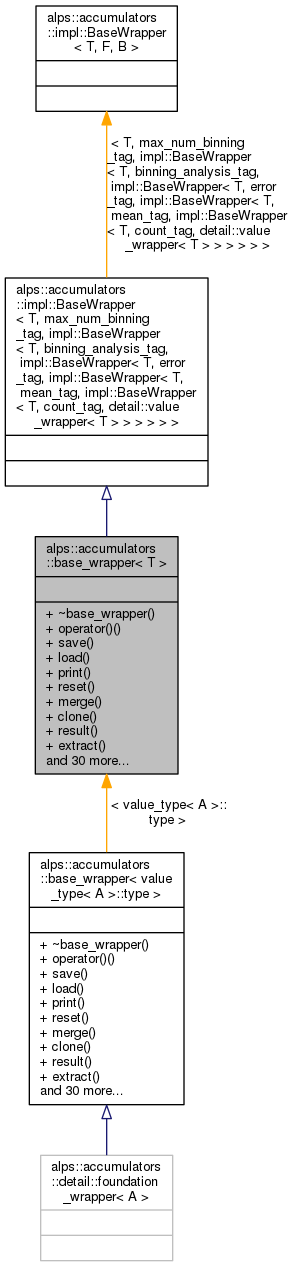 alps::accumulators
::impl::BaseWrapper
< T, F, B >
< T, max_num_binning
_tag, impl::BaseWrapper
< T, binning_analysis_tag,
impl::BaseWrapper< T, error
_tag, impl::BaseWrapper< T,
mean_tag, impl::BaseWrapper
< T, count_tag, detail::value
_wrapper< T > > > > > >
alps::accumulators
::impl::BaseWrapper
< T, max_num_binning
_tag, impl::BaseWrapper
< T, binning_analysis_tag,
impl::BaseWrapper< T, error
_tag, impl::BaseWrapper< T,
mean_tag, impl::BaseWrapper
< T, count_tag, detail::value
_wrapper< T > > > > > >
alps::accumulators
::base_wrapper< T >
+ ~base_wrapper()
+ operator()()
+ save()
+ load()
+ print()
+ reset()
+ merge()
+ clone()
+ result()
+ extract()
and 30 more...
< value_type< A >::
type >
alps::accumulators
::base_wrapper< value
_type< A >::type >
+ ~base_wrapper()
+ operator()()
+ save()
+ load()
+ print()
+ reset()
+ merge()
+ clone()
+ result()
+ extract()
and 30 more...
alps::accumulators
::detail::foundation
_wrapper< A >